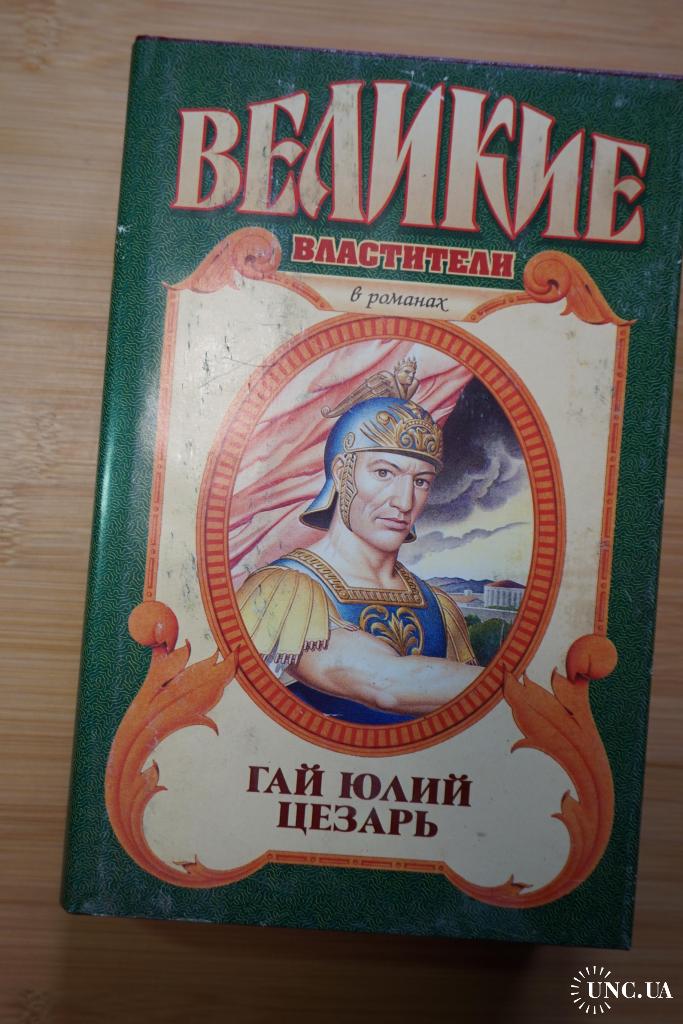 ВЕЛИКИЕ
ВЛАСТИТЕЛИ
в романах
ГАЙ ЮЛИЙ
ЦЕЗАРЬ
UNC.UA